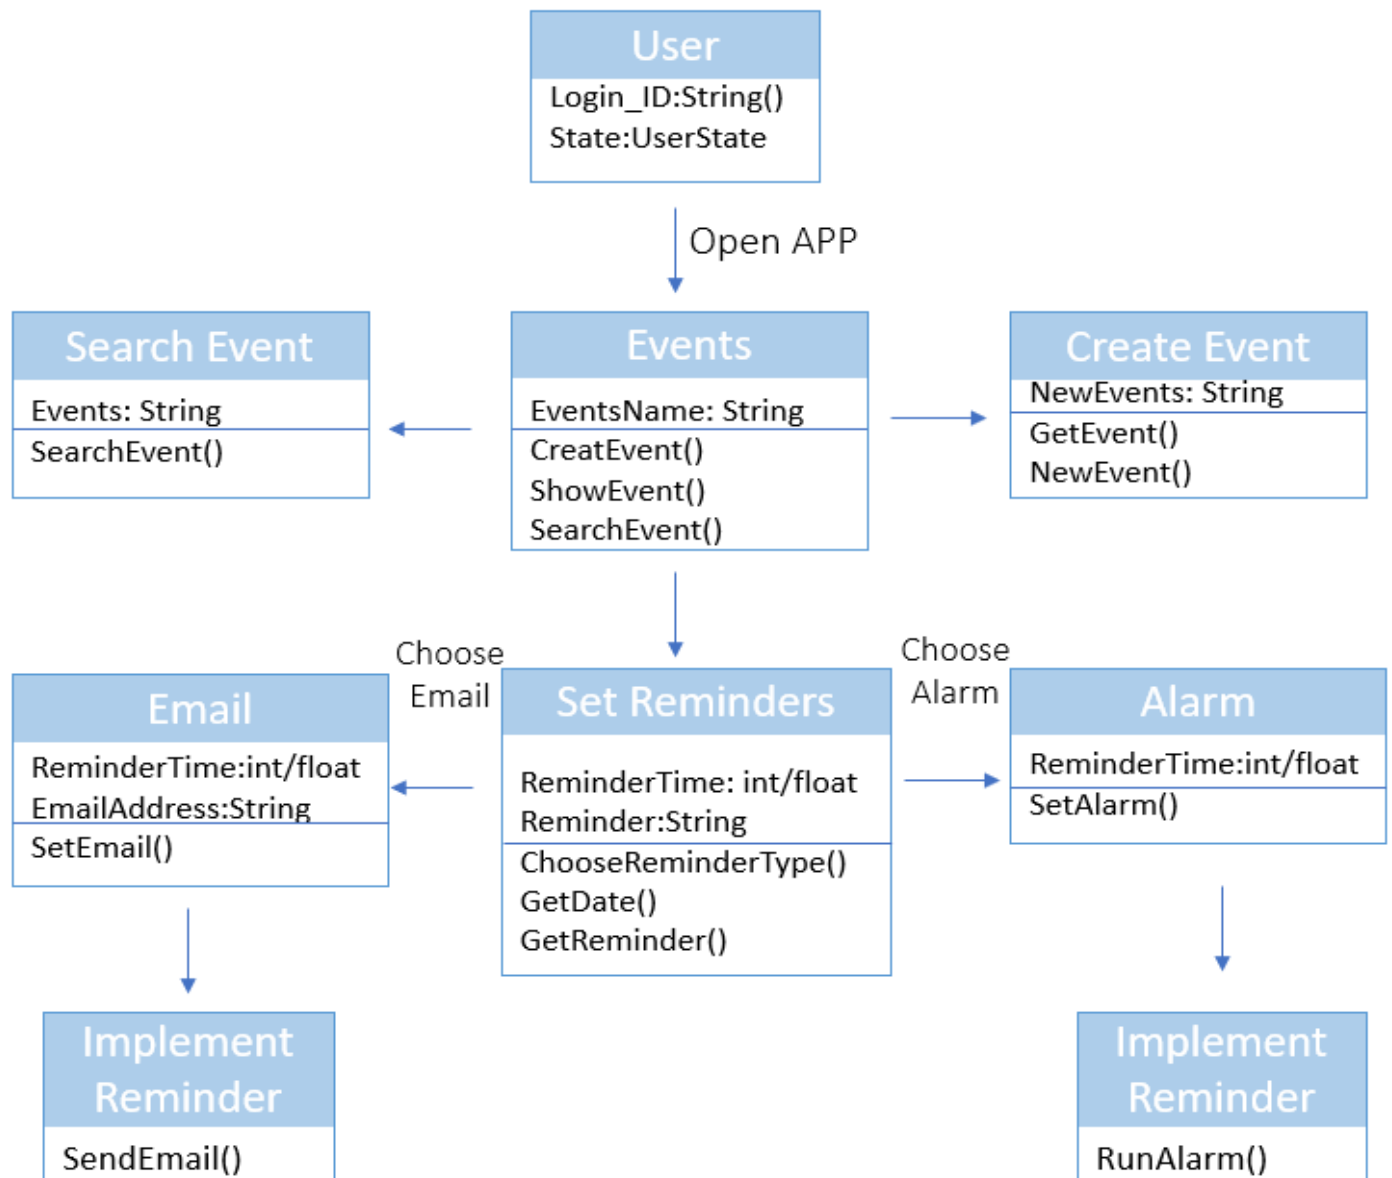 User
Login_ID:String()
State:UserState
Open APP
Search Event
Events: String
SearchEvent()
Events
EventsName: String
CreatEvent()
ShowEvent()
SearchEvent()
Create Event
NewEvents: String
GetEvent()
NewEvent()
Choose
Email
Choose
Alarm
Email
ReminderTime:int/float
EmailAddress:String
SetEmail()
Set Reminders
ReminderTime: int/float
Reminder:String
ChooseReminderType()
GetDate()
GetReminder()
Alarm
ReminderTime:int/float
SetAlarm()
Implement
Reminder
SendEmail()
Implement
Reminder
RunAlarm()